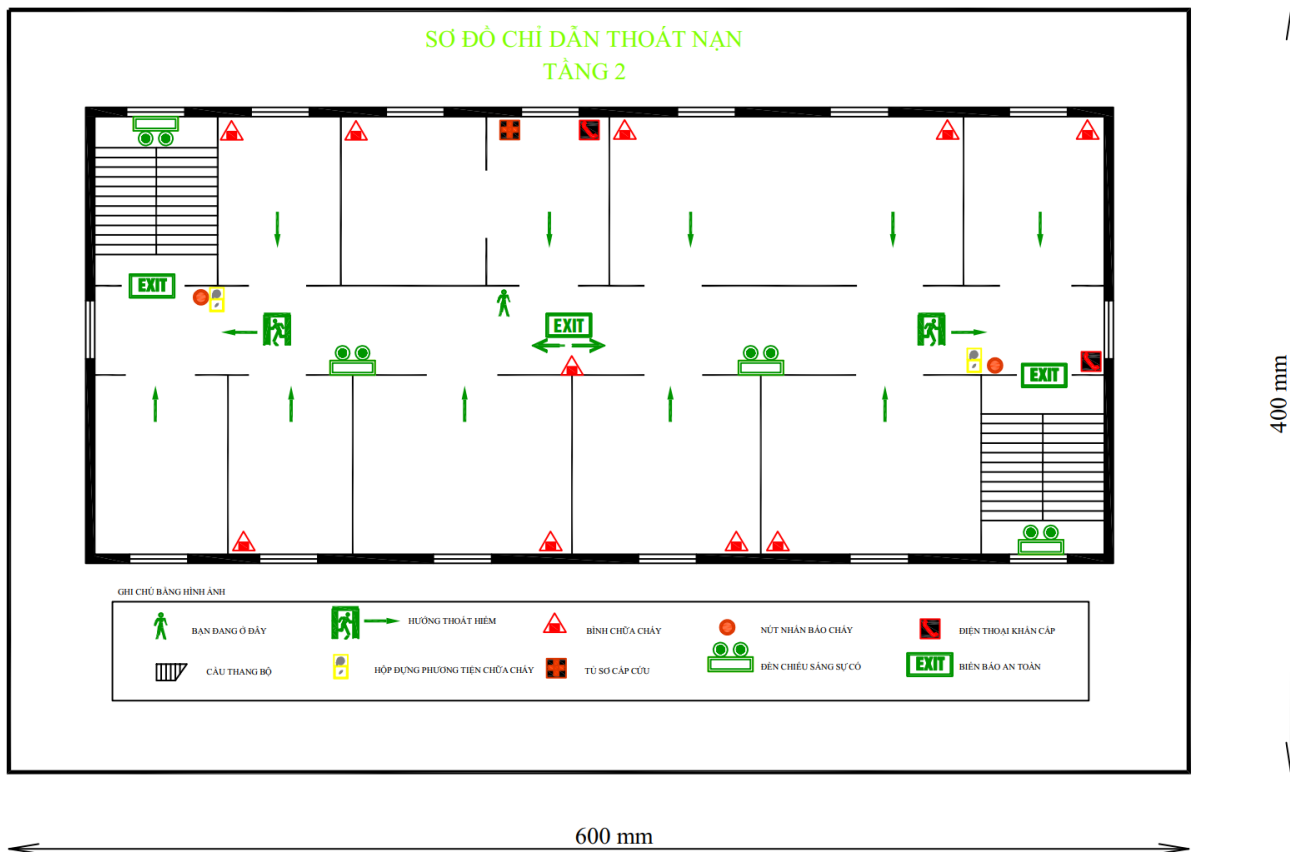 SƠ ĐỒ CHỈ DẪN THOÁT NẠN
TẦNG 2
EXIT
EXIT
EXIT
400 mm
GHI CHÚ BẰNG HÌNH ẢNH
BẠN ĐANG Ở ĐÂY
HƯỚNG THOÁT HIỂM
BÌNH CHỮA CHÁY
NÚT NHẤN BÁO CHÁY
ĐIỆN THOẠI KHẨN CẤP
CẦU THANG BỘ
HỘP ĐỰNG PHƯƠNG TIỆN CHỮA CHÁY
TỦ SƠ CẤP CỨU
ĐÈN CHIẾU SÁNG SỰ CỐ
EXIT
BIỂN BÁO AN TOÀN
600 mm